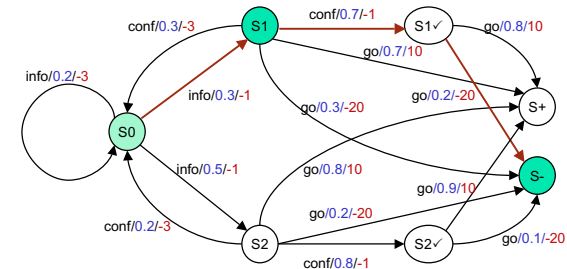 conf/0.7/-1
S1
S1✓
conf/0.3/-3
go/0.8/10
go/0.7/10
info/0.2/-3
info/0.3/-1
go/0.2/-20
go/0.3/-20
S+
S0
info/0.5/-1
go/0.8/10
S-
go/0.9/10
go/0.2/-20
conf/0.2/-3
S2
S2✓
go/0.1/-20
conf/0.8/-1